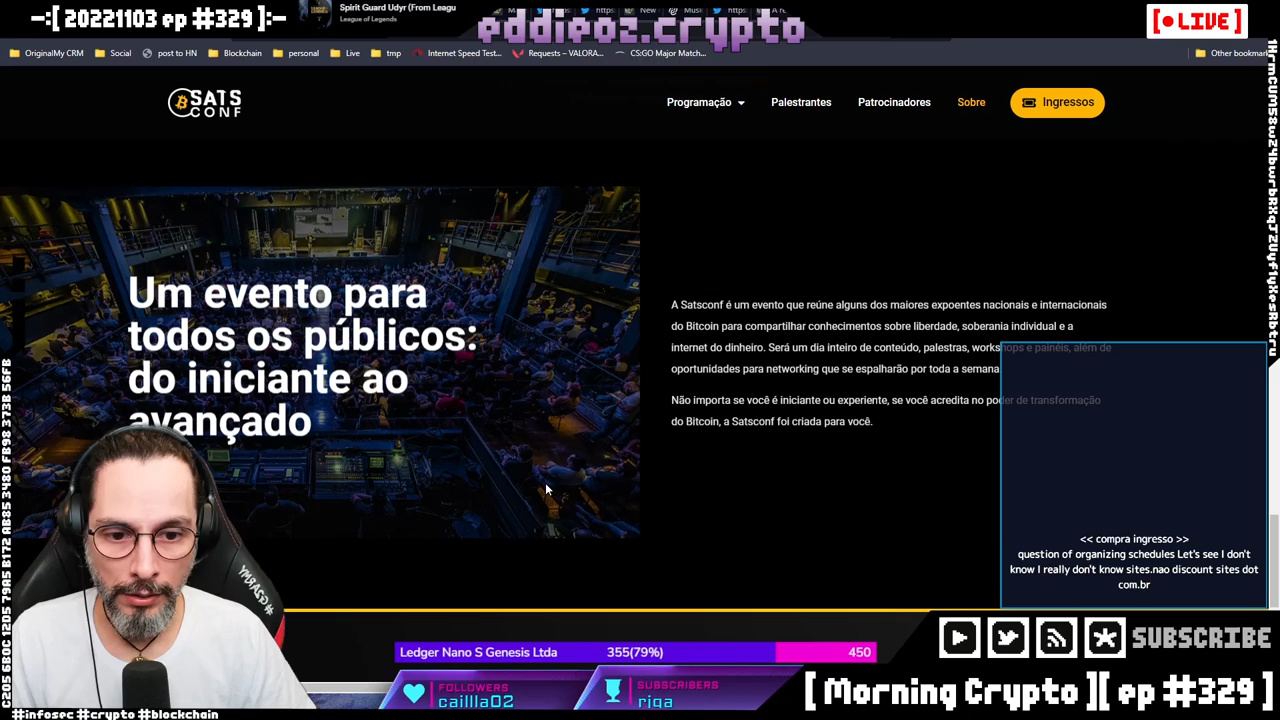 -:[ 20221103 ep #329 ]:-
Spirit Guard Udyr (From Leagu
League of Legends
eddieoz.crypto
[ LIVE ]
OriginalMy CRM
Social
post to HN
Blockchain
personal
Live
tmp
Internet Speed Test...
Requests – VALORA...
CS:GO Major Match...
Other bookmar
SATS CONF
Programação
Palestrantes
Patrocinadores
Sobre
Ingressos
Um evento para
todos os públicos:
do iniciante ao
avançado
A Satsconf é um evento que reúne alguns dos maiores expoentes nacionais e internacionais
do Bitcoin para compartilhar conhecimentos sobre liberdade, soberania individual e a
internet do dinheiro. Será um dia inteiro de conteúdo, palestras, workshops e painéis, além de
oportunidades para networking que se espalharão por toda a semana
Não importa se você é iniciante ou experiente, se você acredita no poder de transformação
do Bitcoin, a Satsconf foi criada para você.
<< compra ingresso >>
question of organizing schedules Let's see I don't
know I really don't know sites.nao discount sites dot
com.br
Ledger Nano S Genesis Ltda
355(79%)
450
FOLLOWERS
caillla02
SUBSCRIBERS
riga
SUBSCRIBE
[ Morning Crypto ][ ep #329 ]
#infosec #crypto #blockchain